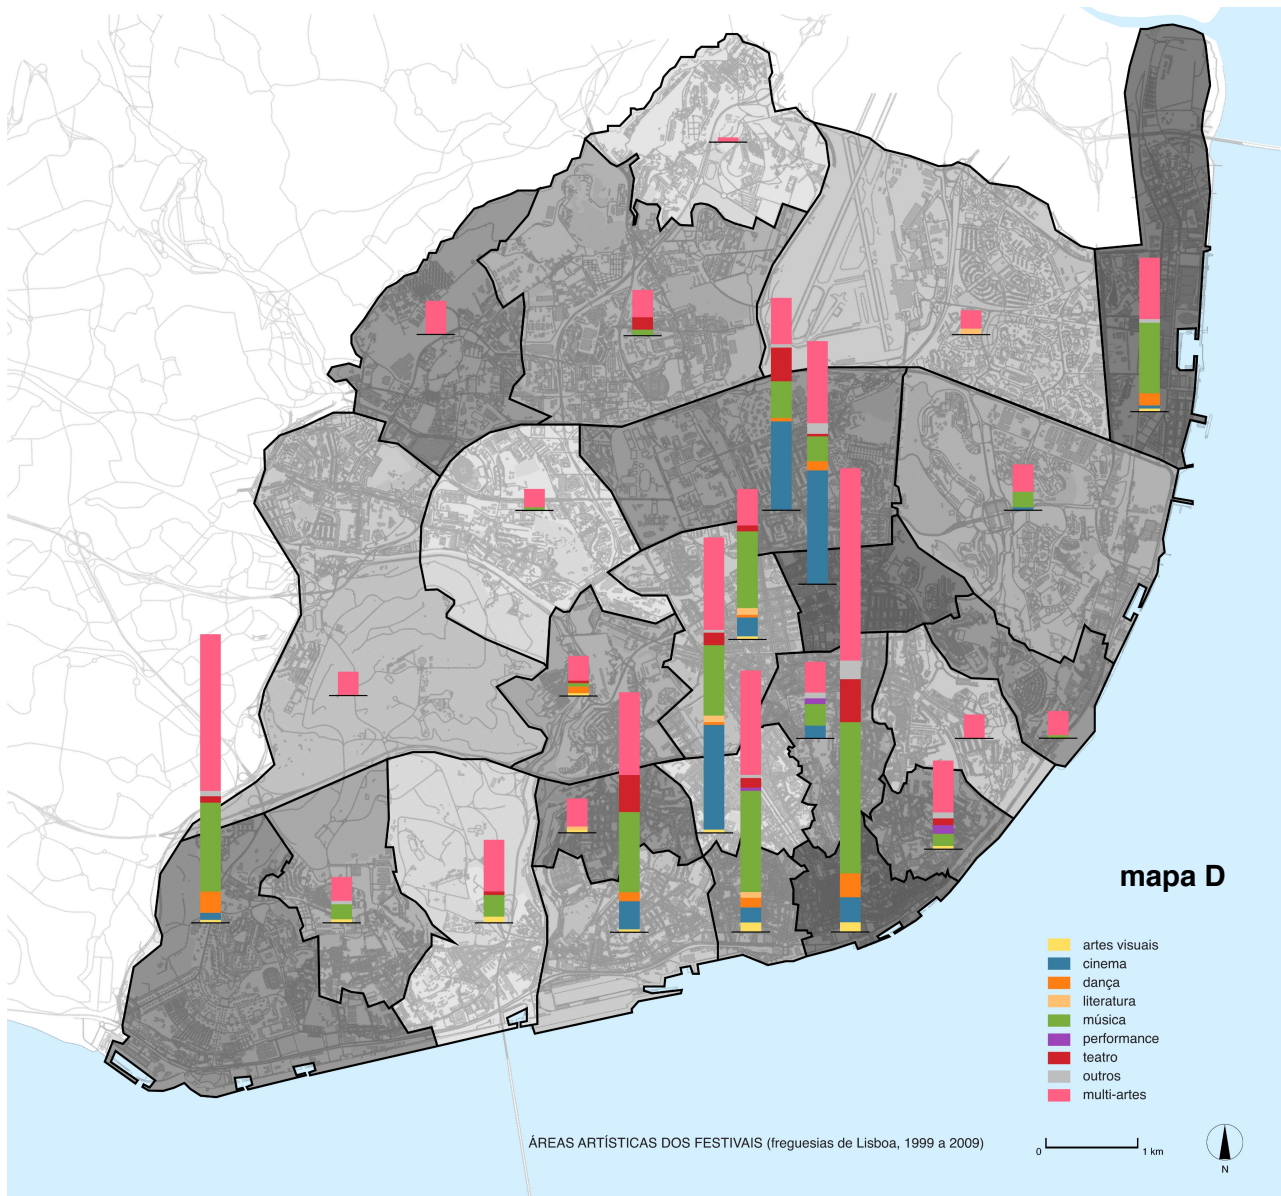 mapa D
artes visuais
cinema
dança
literatura
música
performance
teatro
outros
multi-artes
ÁREAS ARTÍSTICAS DOS FESTIVAIS (freguesias de Lisboa, 1999 a 2009)
0 1 km
N